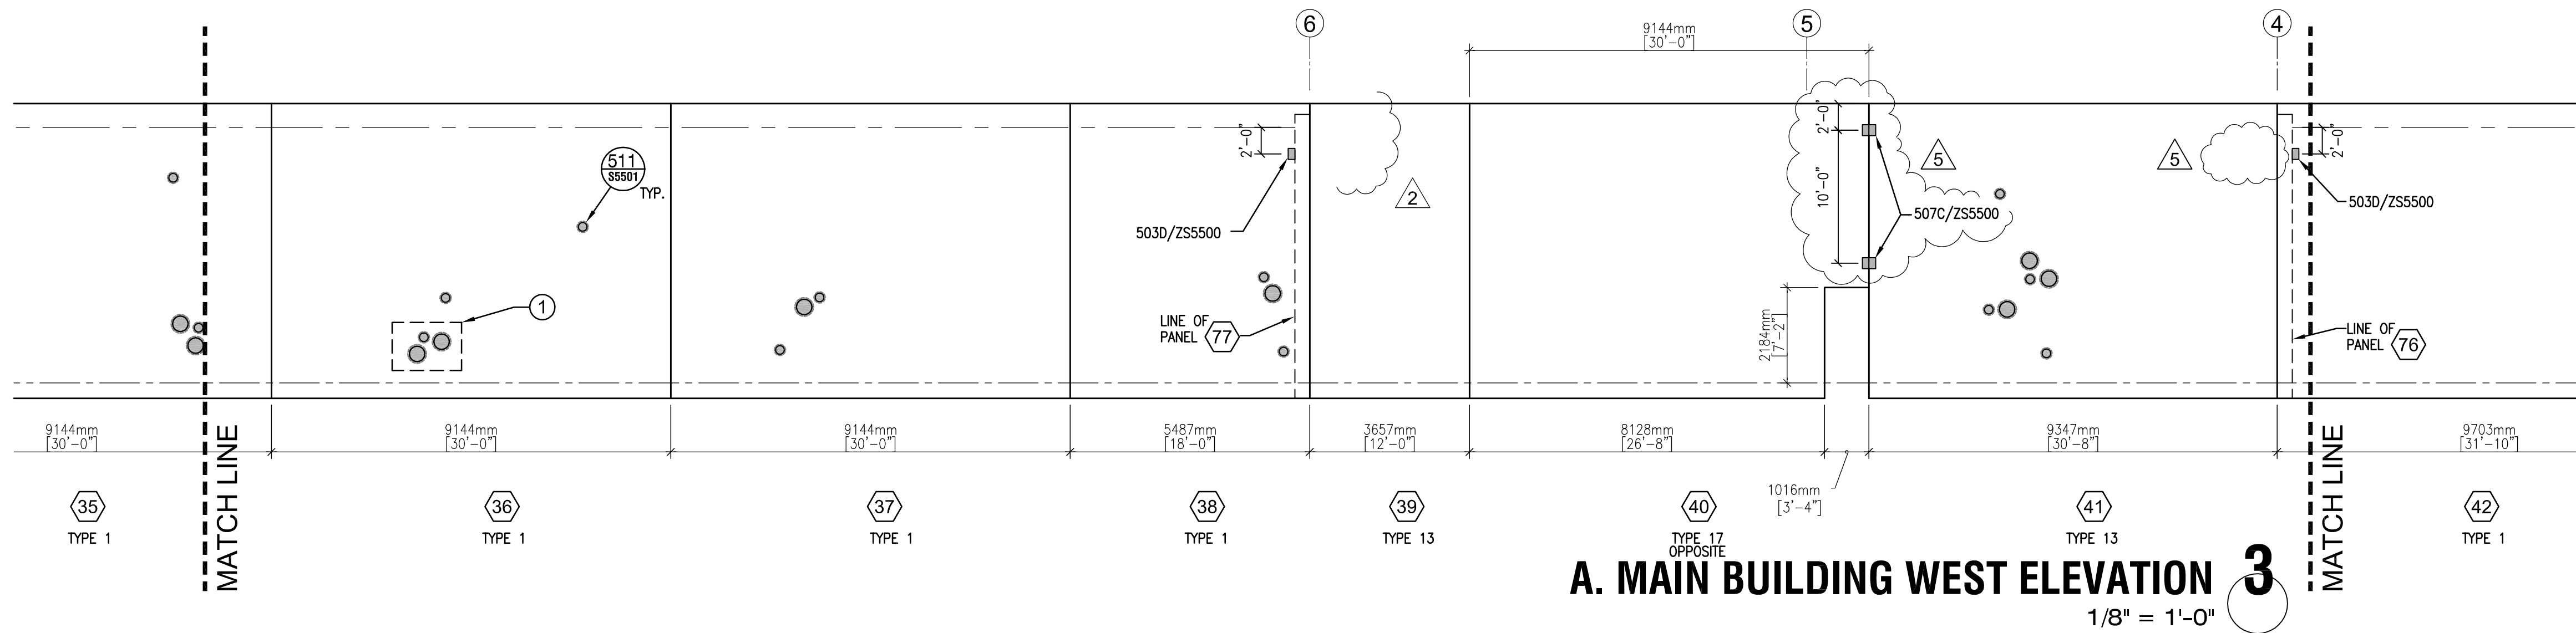 6
5
4
9144mm
[30'-0"]
2'-0"
10'-0"
2'-0"
2'-0"
511
S5501
TYP.
5
5
2
503D/ZS5500
507C/ZS5500
503D/ZS5500
1
LINE OF
PANEL 77
2184mm
[7'-2"]
LINE OF
PANEL 76
9144mm
[30'-0"]
9144mm
[30'-0"]
9144mm
[30'-0"]
5487mm
[18'-0"]
3657mm
[12'-0"]
8128mm
[26'-8"]
1016mm
[3'-4"]
9347mm
[30'-8"]
9703mm
[31'-10"]
MATCH LINE
MATCH LINE
35
TYPE 1
36
TYPE 1
37
TYPE 1
38
TYPE 1
39
TYPE 13
40
TYPE 17
OPPOSITE
41
TYPE 13
42
TYPE 1
A. MAIN BUILDING WEST ELEVATION 3
1/8" = 1'-0"